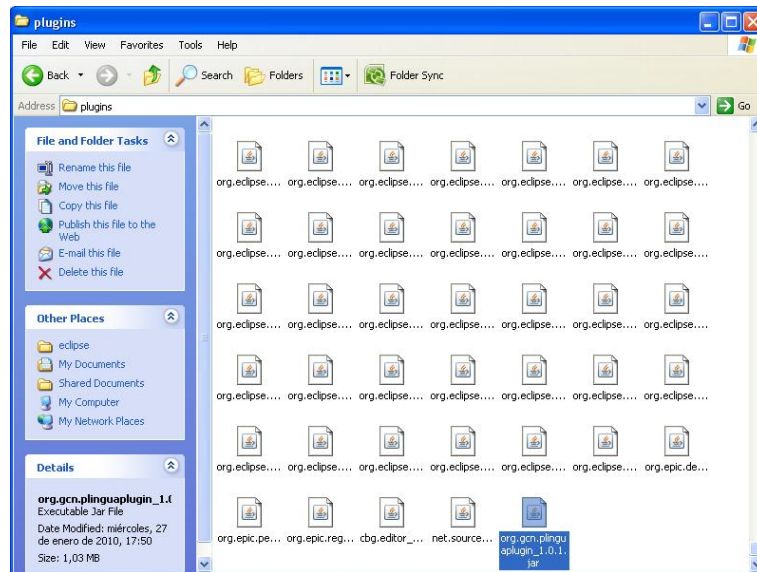 plugins
File Edit View Favorites Tools Help
Back Search Folders Folder Sync
Address plugins Go
File and Folder Tasks
Rename this file
Move this file
Copy this file
Publish this file to the
Web
E-mail this file
Delete this file
Other Places
eclipse
My Documents
Shared Documents
My Computer
My Network Places
Details
org.gcn.plinguaplugin_1.(
Executable Jar File
Date Modified: miércoles, 27
de enero de 2010, 17:50
Size: 1,03 MB
org.eclipse.... org.eclipse.... org.eclipse.... org.eclipse.... org.eclipse.... org.eclipse.... org.eclipse....
org.eclipse.... org.eclipse.... org.eclipse.... org.eclipse.... org.eclipse.... org.eclipse.... org.eclipse....
org.eclipse.... org.eclipse.... org.eclipse.... org.eclipse.... org.eclipse.... org.eclipse.... org.eclipse....
org.eclipse.... org.eclipse.... org.eclipse.... org.eclipse.... org.eclipse.... org.eclipse.... org.eclipse....
org.eclipse.... org.eclipse.... org.eclipse.... org.eclipse.... org.eclipse.... org.eclipse.... org.epic.de...
org.epic.pe... org.epic.reg... cbg.editor_... net.source... org.gcn.plingu
aplugin_1.0.1.
jar